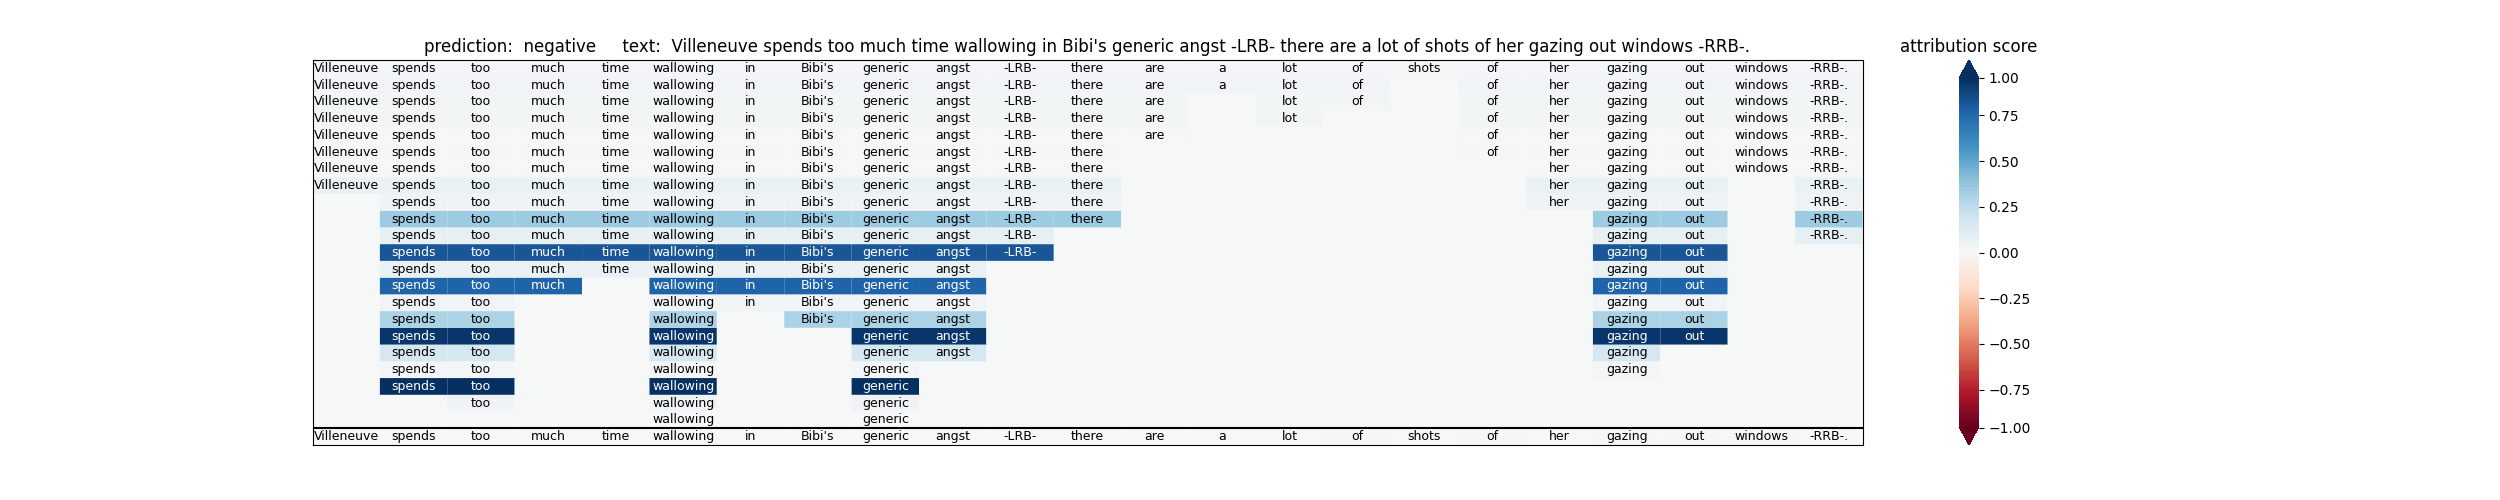 prediction:  negative     text:  Villeneuve spends too much time wallowing in Bibi's generic angst -LRB- there are a lot of shots of her gazing out windows -RRB-.
attribution score
Villeneuve spends too much time wallowing in Bibi's generic angst -LRB- there are a lot of shots of her gazing out windows -RRB-.
Villeneuve spends too much time wallowing in Bibi's generic angst -LRB- there are a lot of of her gazing out windows -RRB-.
Villeneuve spends too much time wallowing in Bibi's generic angst -LRB- there are lot of of her gazing out windows -RRB-.
Villeneuve spends too much time wallowing in Bibi's generic angst -LRB- there are lot of her gazing out windows -RRB-.
Villeneuve spends too much time wallowing in Bibi's generic angst -LRB- there are of her gazing out windows -RRB-.
Villeneuve spends too much time wallowing in Bibi's generic angst -LRB- there of her gazing out windows -RRB-.
Villeneuve spends too much time wallowing in Bibi's generic angst -LRB- there her gazing out windows -RRB-.
Villeneuve spends too much time wallowing in Bibi's generic angst -LRB- there her gazing out -RRB-.
spends too much time wallowing in Bibi's generic angst -LRB- there her gazing out -RRB-.
spends too much time wallowing in Bibi's generic angst -LRB- there gazing out -RRB-.
spends too much time wallowing in Bibi's generic angst -LRB- gazing out -RRB-.
spends too much time wallowing in Bibi's generic angst -LRB- gazing out
spends too much time wallowing in Bibi's generic angst gazing out
spends too much wallowing in Bibi's generic angst gazing out
spends too wallowing in Bibi's generic angst gazing out
spends too wallowing Bibi's generic angst gazing out
spends too wallowing generic angst gazing out
spends too wallowing generic angst gazing
spends too wallowing generic gazing
spends too wallowing generic
too wallowing generic
wallowing generic
Villeneuve spends too much time wallowing in Bibi's generic angst -LRB- there are a lot of shots of her gazing out windows -RRB-.
1.00
0.75
0.50
0.25
0.00
−0.25
−0.50
−0.75
−1.00